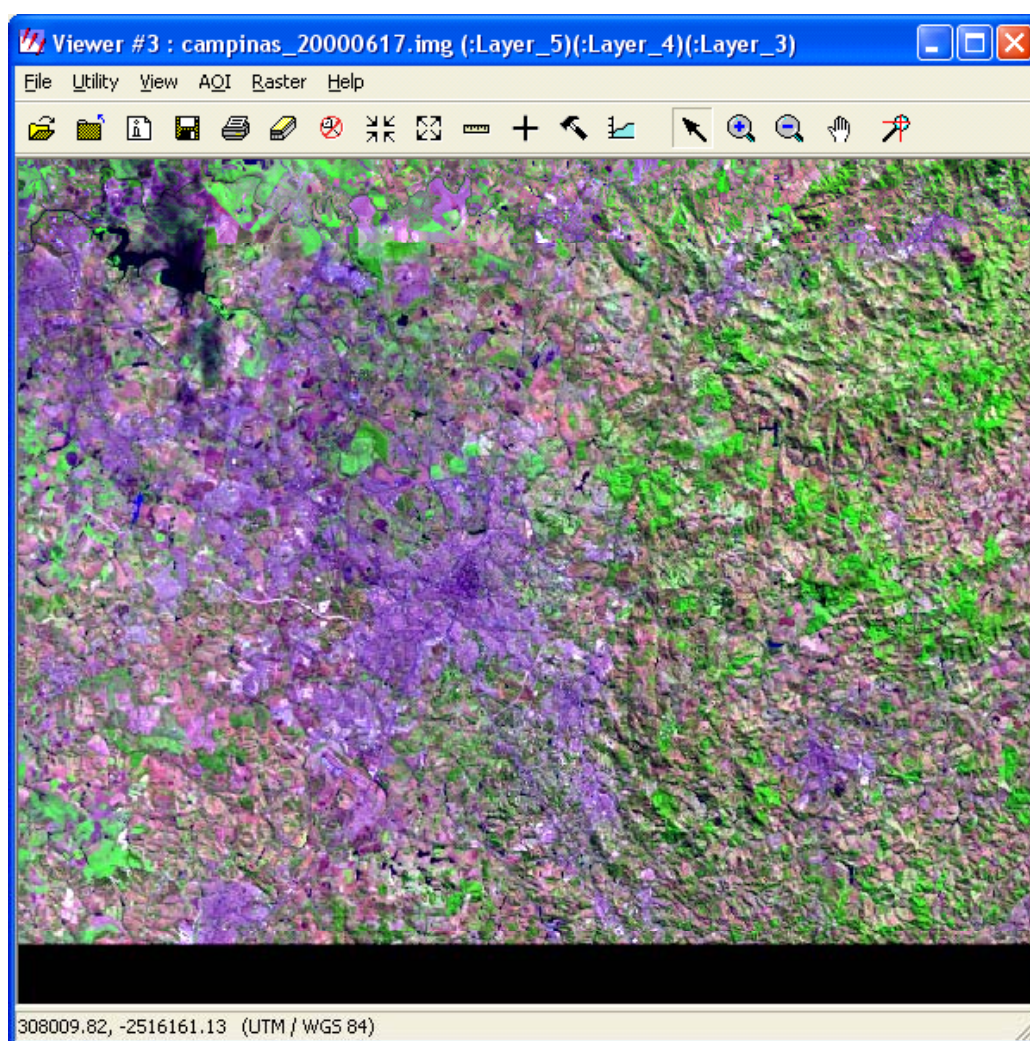 Viewer #3 : campinas_20000617.img (:Layer_5)(:Layer_4)(:Layer_3)
File Utility View AOI Raster Help
308009.82, -2516161.13 (UTM / WGS 84)